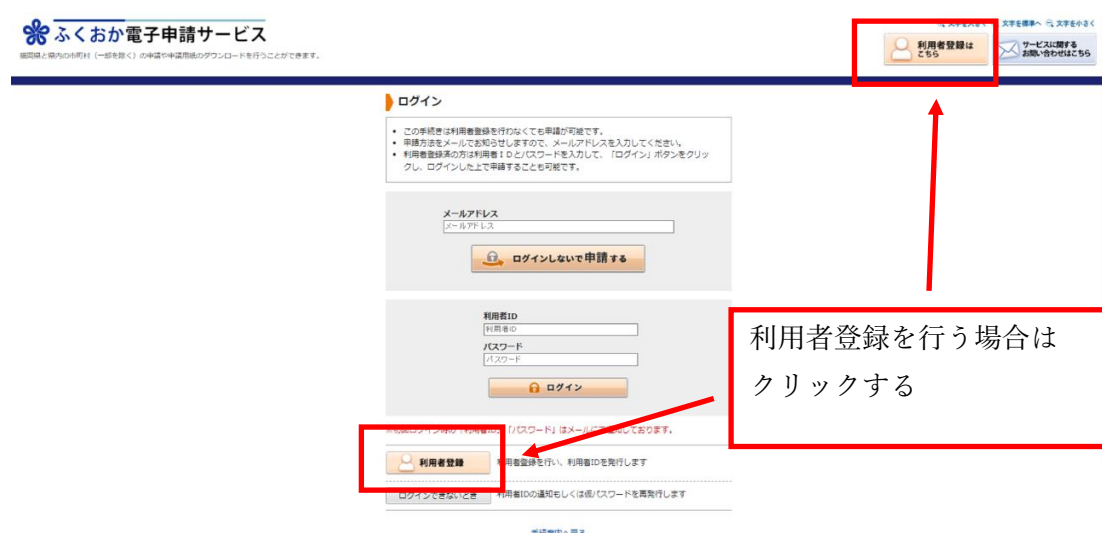 ふくおか電子申請サービス
福岡県と県内の市町村（一部を除く）の申請や申請用紙のダウンロードを行うことができます。
文字を標準へ 文字を小さく
利用者登録は
こちら
サービスに関する
お問い合わせはこちら
ログイン
• この手続きは利用者登録を行わなくても申請が可能です。
• 申請方法をメールでお知らせしますので、メールアドレスを入力してください。
• 利用者登録済の方は利用者IDとパスワードを入力して、「ログイン」ボタンをクリッ
クし、ログインした上で申請することも可能です。
メールアドレス
メールアドレス
ログインしないで申請する
利用者ID
利用者ID
パスワード
パスワード
ログイン
利用者登録を行う場合は
クリックする
「パスワード」はメールに
ております。
利用者登録
利用者登録を行い、利用者IDを発行します
ログインできないとき
利用者IDの通知もしくは仮パスワードを再発行します